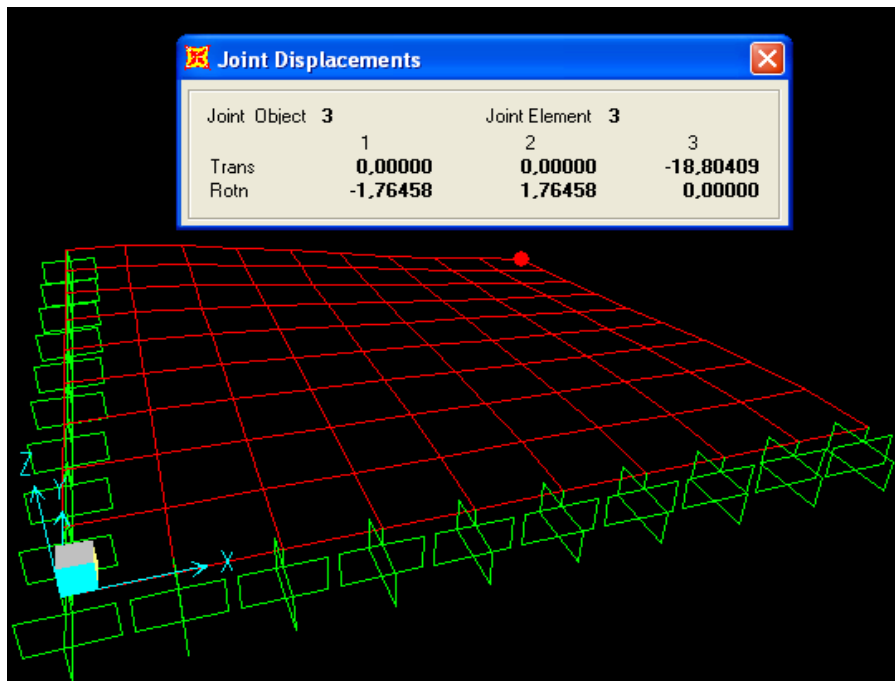 Joint Displacements
Joint Object 3 Joint Element 3
1 2 3
Trans 0,00000 0,00000 -18,80409
Rotn -1,76458 1,76458 0,00000
Z
Y
X